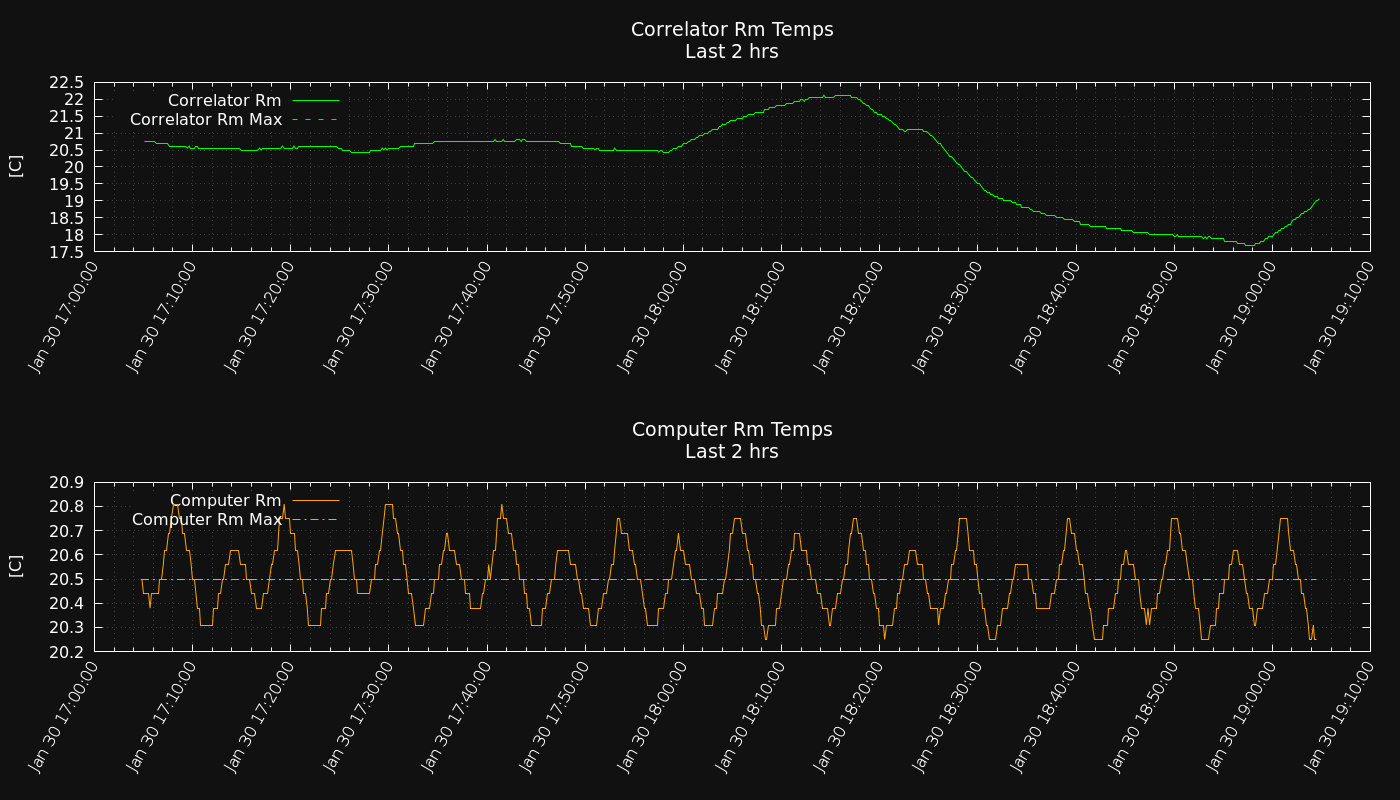 Correlator Rm Temps
Last 2 hrs
22.5
22
21.5
21
20.5
20
19.5
19
18.5
18
17.5
[C]
Correlator Rm
Correlator Rm Max
Jan 30 17:00:00
Jan 30 17:10:00
Jan 30 17:20:00
Jan 30 17:30:00
Jan 30 17:40:00
Jan 30 17:50:00
Jan 30 18:00:00
Jan 30 18:10:00
Jan 30 18:20:00
Jan 30 18:30:00
Jan 30 18:40:00
Jan 30 18:50:00
Jan 30 19:00:00
Jan 30 19:10:00
Computer Rm Temps
Last 2 hrs
20.9
20.8
20.7
20.6
20.5
20.4
20.3
20.2
[C]
Computer Rm
Computer Rm Max
Jan 30 17:00:00
Jan 30 17:10:00
Jan 30 17:20:00
Jan 30 17:30:00
Jan 30 17:40:00
Jan 30 17:50:00
Jan 30 18:00:00
Jan 30 18:10:00
Jan 30 18:20:00
Jan 30 18:30:00
Jan 30 18:40:00
Jan 30 18:50:00
Jan 30 19:00:00
Jan 30 19:10:00